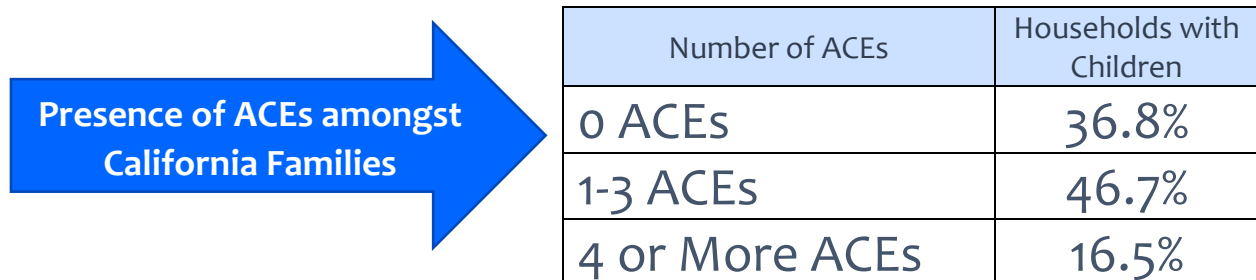 Presence of ACEs amongst
California Families
Number of ACEs
Households with
Children
0 ACEs
36.8%
1-3 ACEs
46.7%
4 or More ACEs
16.5%